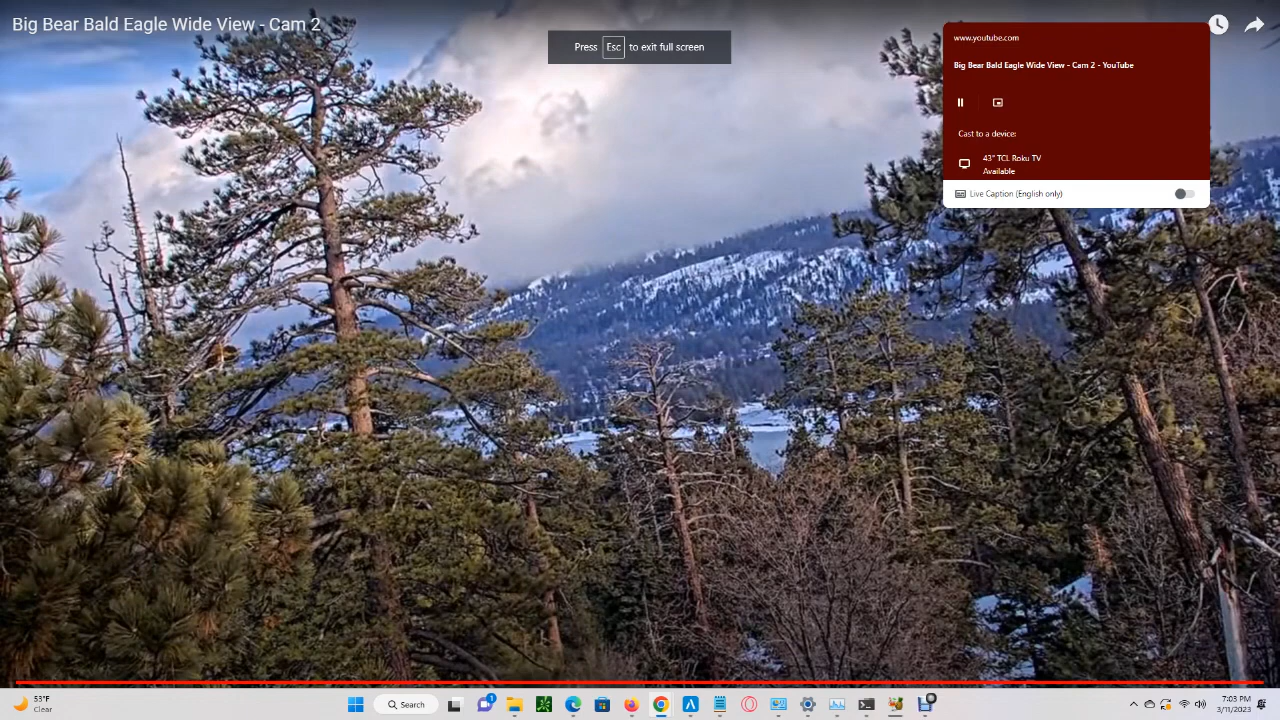 Big Bear Bald Eagle Wide View - Cam 2
Press Esc to exit full screen
www.youtube.com
Big Bear Bald Eagle Wide View - Cam 2 - YouTube
Cast to a device:
43" TCL Roku TV
Available
Live Caption (English only)
53°F
Clear
Search
1
7:03 PM
3/11/2023